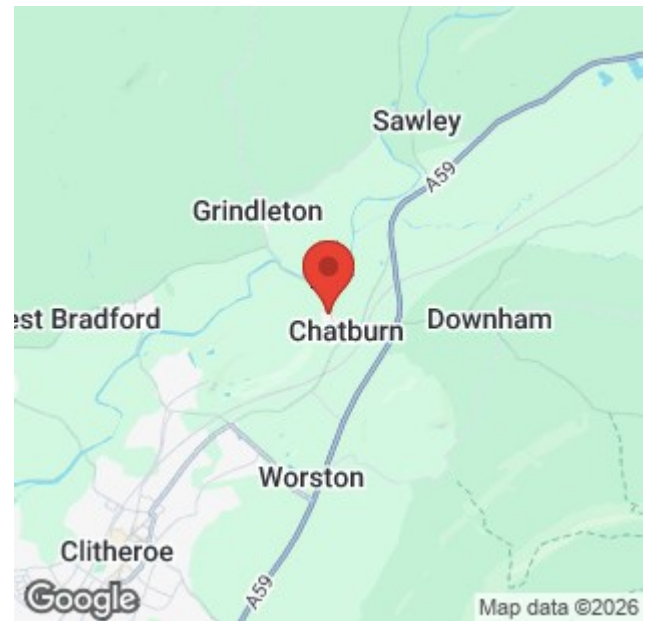 Sawley
A59
Grindleton
est Bradford
Chatburn
Downham
Worston
Clitheroe
A59
Google
Map data ©2026